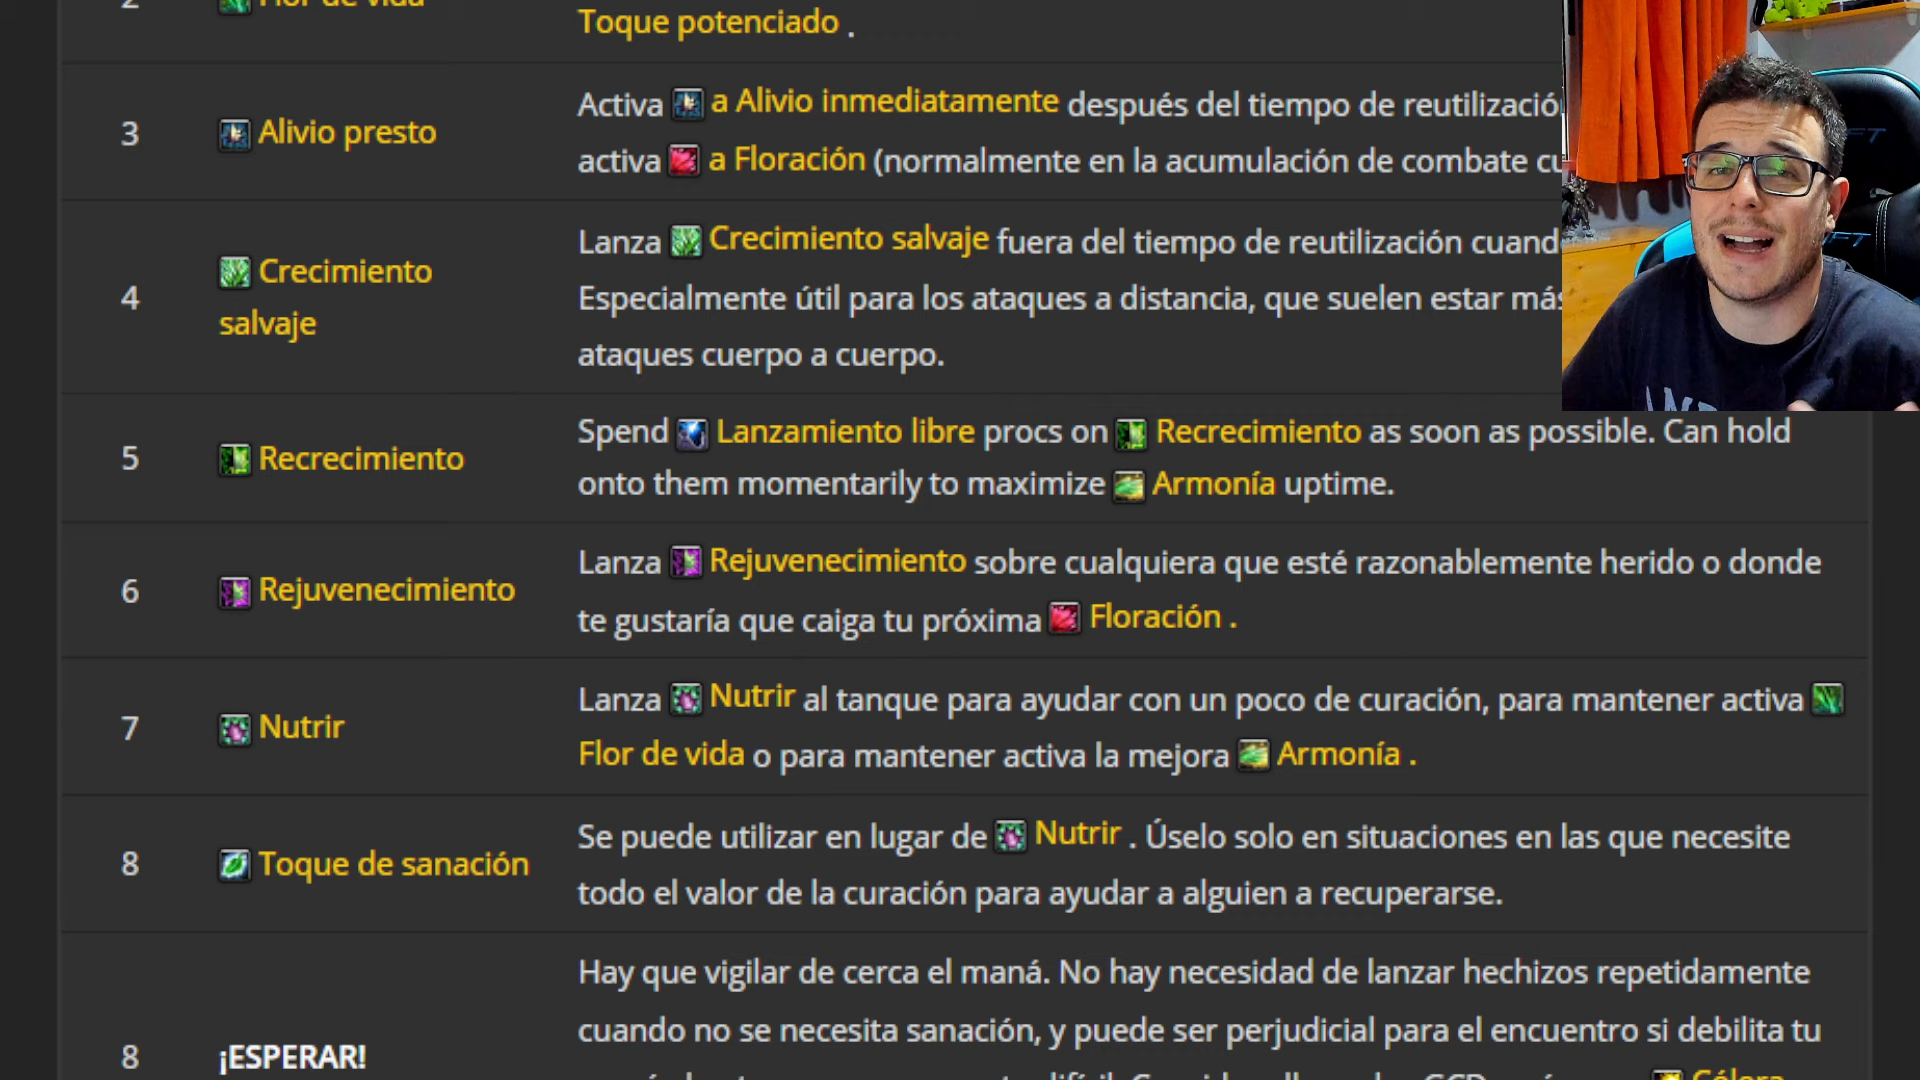 2 Flor de vida
Toque potenciado .
3 Alivio presto
Activa a Alivio inmediatamente después del tiempo de reutilización
activa a Floración (normalmente en la acumulación de combate
4 Crecimiento
salvaje
Lanza Crecimiento salvaje fuera del tiempo de reutilización
Especialmente útil para los ataques a distancia, que suelen estar
ataques cuerpo a cuerpo.
5 Recrecimiento
Spend Lanzamiento libre procs on Recrecimiento as soon as possible. Can hold
onto them momentarily to maximize Armonía uptime.
6 Rejuvenecimiento
Lanza Rejuvenecimiento sobre cualquiera que esté razonablemente herido o donde
te gustaría que caiga tu próxima Floración .
7 Nutrir
Lanza Nutrir al tanque para ayudar con un poco de curación, para mantener activa
Flor de vida o para mantener activa la mejora Armonía .
8 Toque de sanación
Se puede utilizar en lugar de Nutrir . Úselo solo en situaciones en las que necesite
todo el valor de la curación para ayudar a alguien a recuperarse.
8 ¡ESPERAR!
Hay que vigilar de cerca el maná. No hay necesidad de lanzar hechizos repetidamente
cuando no se necesita sanación, y puede ser perjudicial para el encuentro si debilita tu